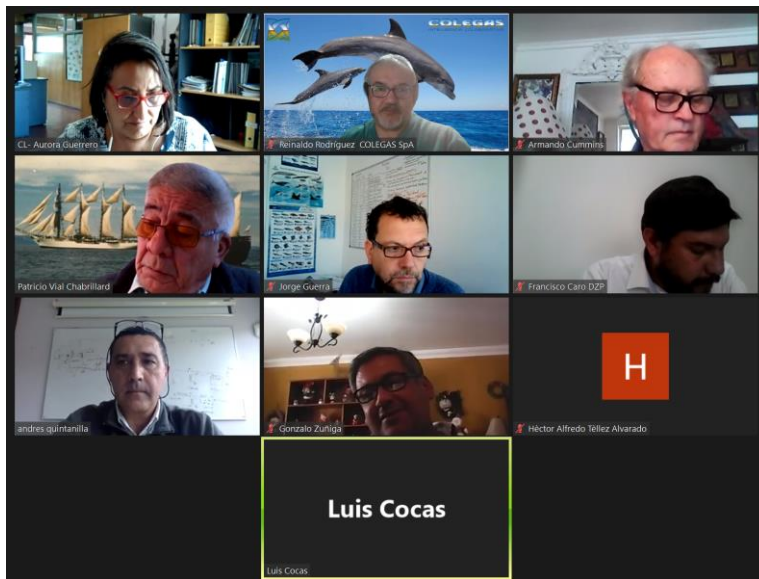 COLEGAS
CL- Aurora Guerrero
Reinaldo Rodríguez COLEGAS SpA
Armando Cummins
Patricio Vial Chabrillard
Jorge Guerra
Francisco Caro DZP
andres quintanilla
Gonzalo Zuñiga
H
Héctor Alfredo Téllez Alvarado
Luis Cocas
Luis Cocas